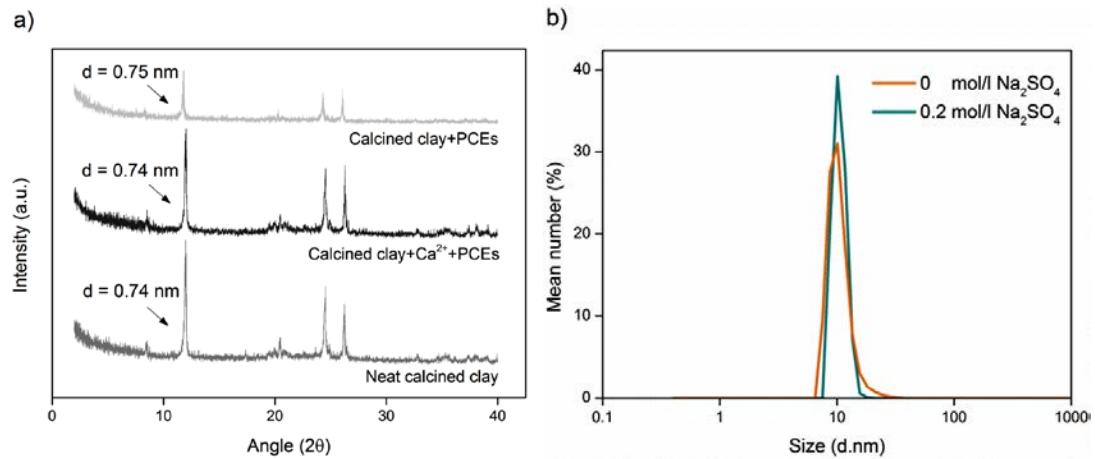 a)
d = 0.75 nm
Calcined clay+PCEs
d = 0.74 nm
Calcined clay+Ca²⁺+PCEs
d = 0.74 nm
Neat calcined clay
Intensity (a.u.)
0 10 20 30 40
Angle (2θ)
b)
0 mol/l Na₂SO₄
0.2 mol/l Na₂SO₄
Mean number (%)
40
30
20
10
0
0.1 1 10 100 1000
Size (d.nm)